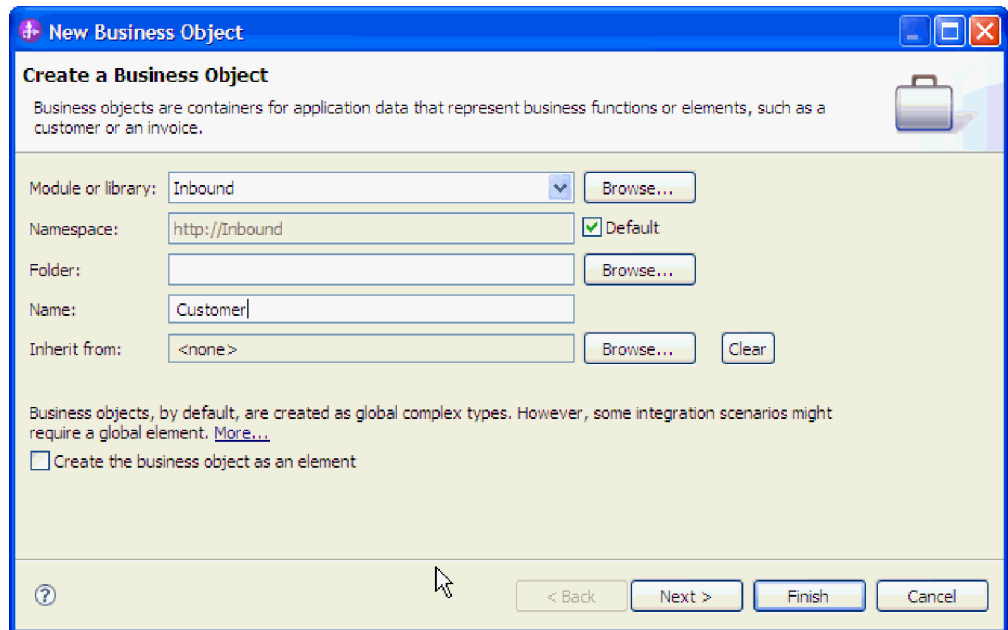 New Business Object
Create a Business Object
Business objects are containers for application data that represent business functions or elements, such as a
customer or an invoice.
Module or library: Inbound Browse...
Namespace: http://Inbound Default
Folder: Browse...
Name: Customer
Inherit from: <none> Browse... Clear
Business objects, by default, are created as global complex types. However, some integration scenarios might
require a global element. More...
Create the business object as an element
? < Back Next > Finish Cancel